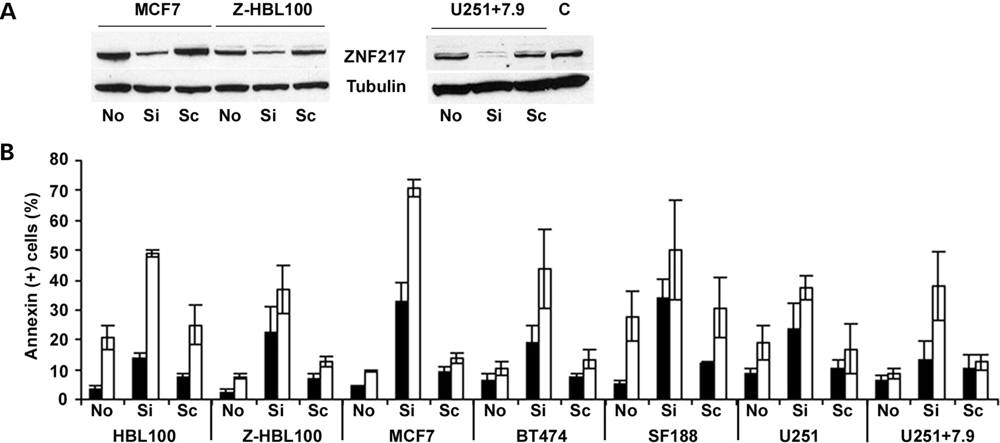 A
MCF7 Z-HBL100 U251+7.9 C
ZNF217
Tubulin
No Si Sc No Si Sc No Si Sc
B
Annexin (+) cells (%)
80
70
60
50
40
30
20
10
0
No Si Sc No Si Sc No Si Sc No Si Sc No Si Sc No Si Sc No Si Sc
HBL100 Z-HBL100 MCF7 BT474 SF188 U251 U251+7.9